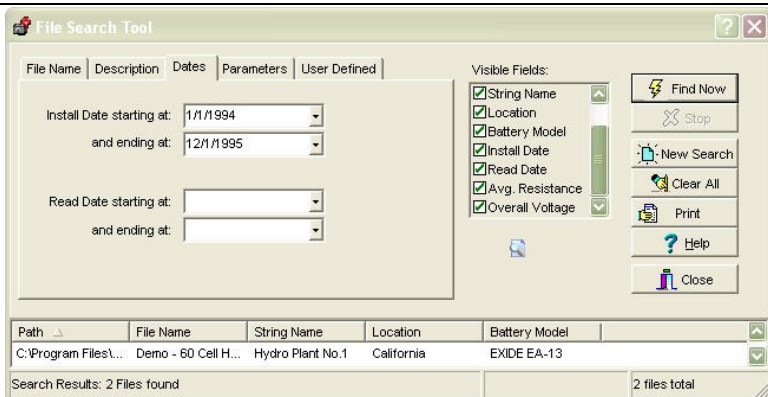 File Search Tool
File Name Description Dates Parameters User Defined
Install Date starting at: 1/1/1994
and ending at: 12/1/1995
Read Date starting at:
and ending at:
Visible Fields:
String Name
Location
Battery Model
Install Date
Read Date
Avg. Resistance
Overall Voltage
Find Now
Stop
New Search
Clear All
Print
Help
Close
Path File Name String Name Location Battery Model
C:\Program Files\... Demo - 60 Cell H... Hydro Plant No.1 California EXIDE EA-13
Search Results: 2 Files found 2 files total